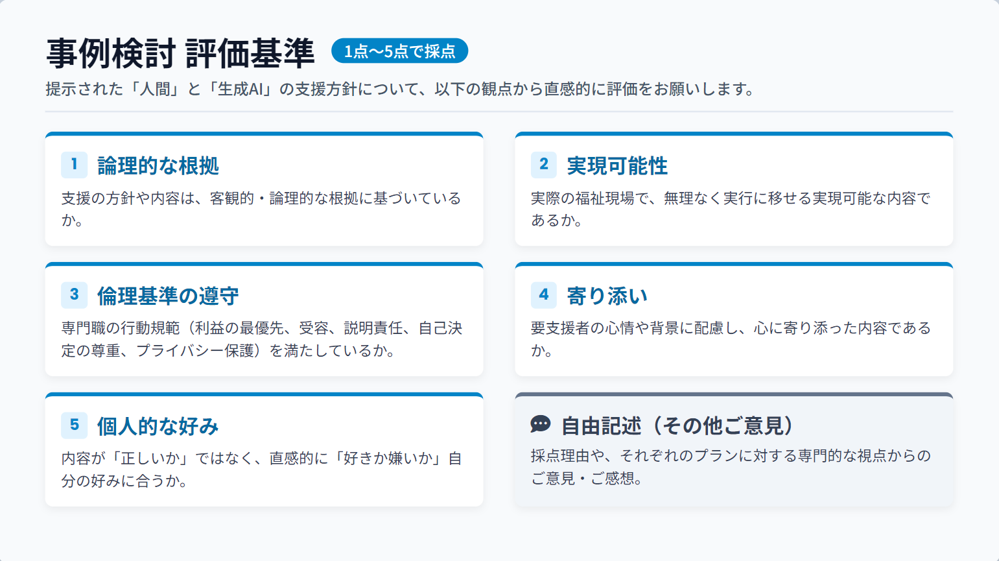 事例検討 評価基準
1点〜5点で採点
提示された「人間」と「生成AI」の支援方針について、以下の観点から直感的に評価をお願いします。
1 論理的な根拠
支援の方針や内容は、客観的・論理的な根拠に基づいている
か。
2 実現可能性
実際の福祉現場で、無理なく実行に移せる実現可能な内容で
あるか。
3 倫理基準の遵守
専門職の行動規範（利益の最優先、受容、説明責任、自己決
定の尊重、プライバシー保護）を満たしているか。
4 寄り添い
要支援者の心情や背景に配慮し、心に寄り添った内容である
か。
5 個人的な好み
内容が「正しいか」ではなく、直感的に「好きか嫌いか」自
分の好みに合うか。
自由記述（その他ご意見）
採点理由や、それぞれのプランに対する専門的な視点からの
ご意見・ご感想。